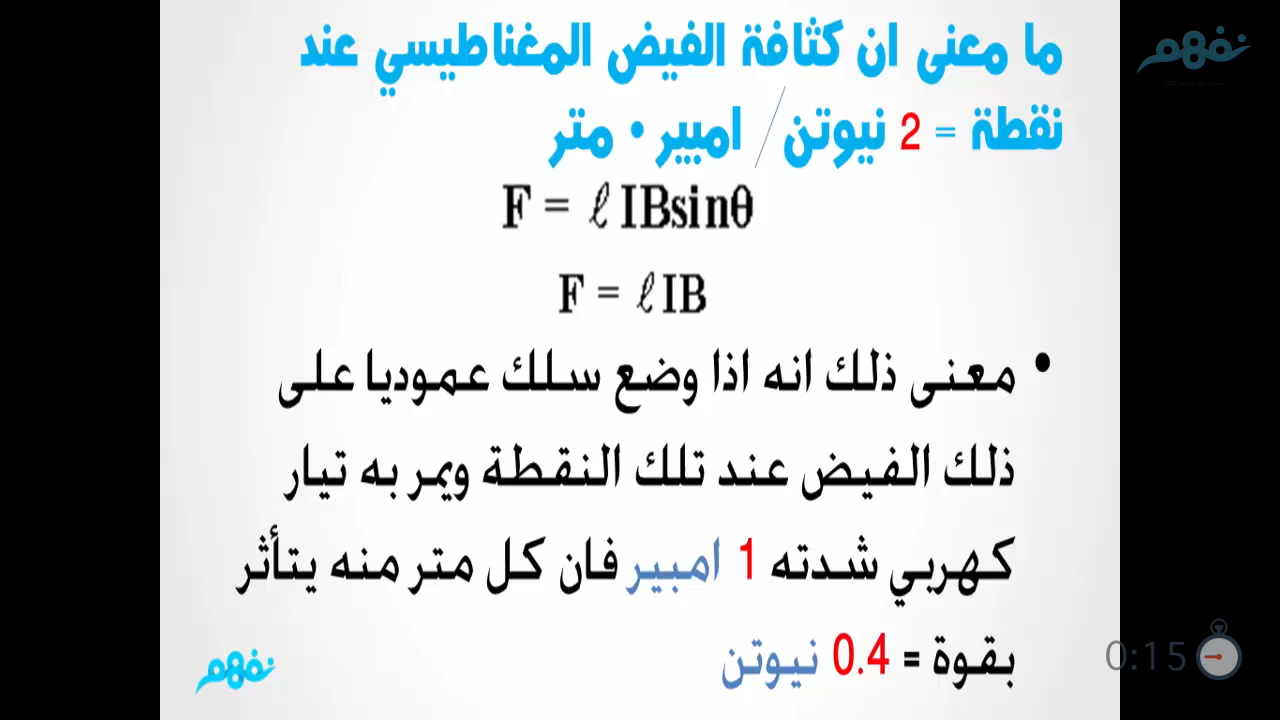 ما معنى ان كثافة الفيض المغناطيسي عند
نقطة = 2 نيوتن/ امبير • متر
F = ℓ IBsinθ
F = ℓ IB
• معنى ذلك انه اذا وضع سلك عموديا على
ذلك الفيض عند تلك النقطة ويمر به تيار
كهربي شدته 1 امبير فان كل متر منه يتأثر
بقوة = 0.4 نيوتن
نفهم
نفهم
0:15